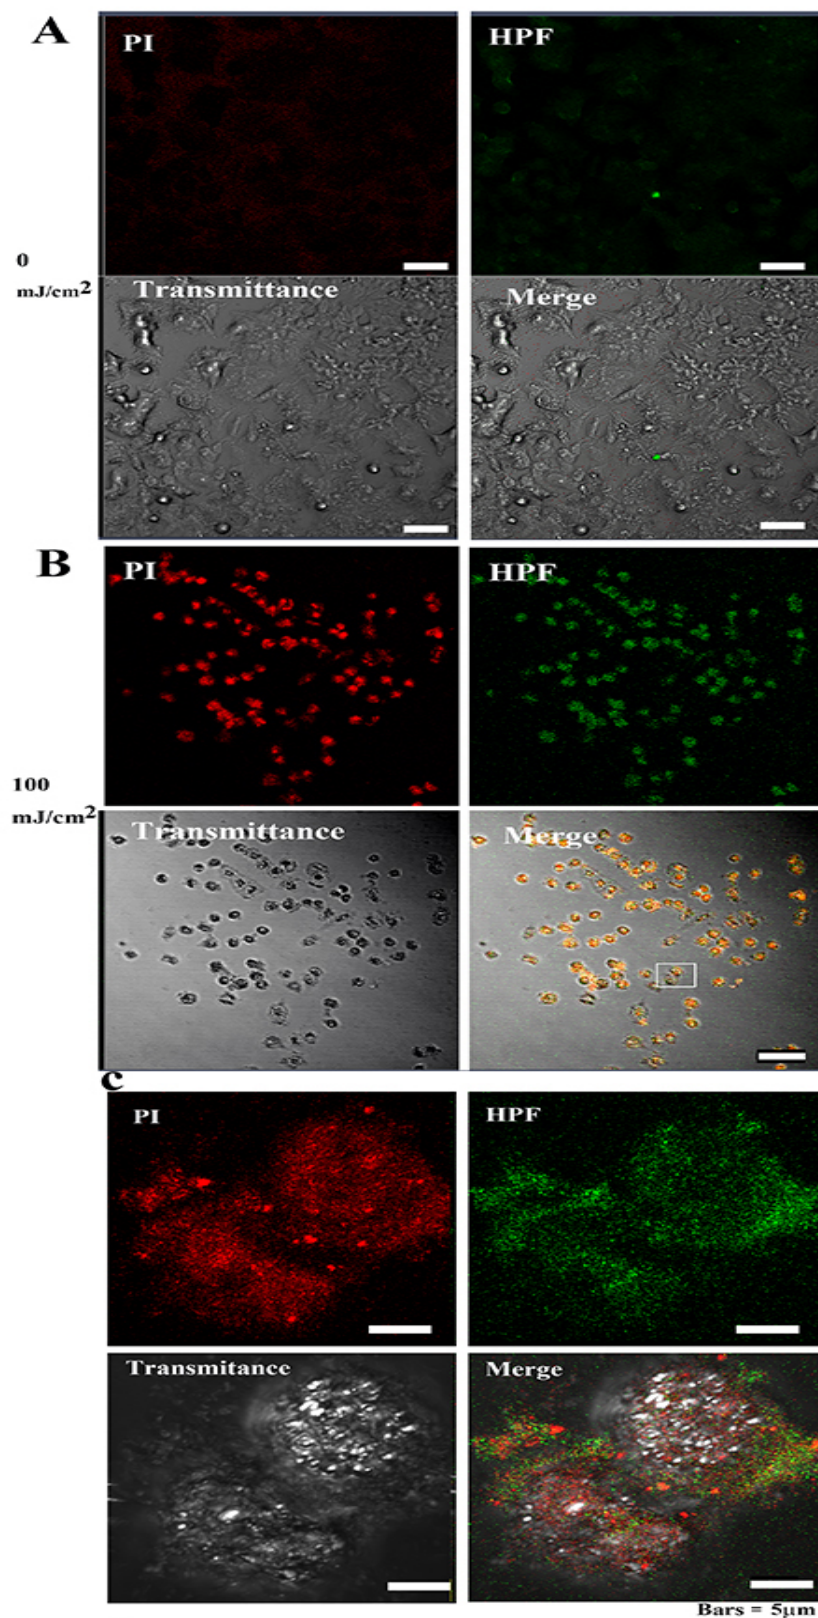 A
PI
HPF
0
mJ/cm2
Transmittance
Merge
B
PI
HPF
100
mJ/cm2
Transmittance
Merge
c
PI
HPF
Transmitance
Merge
Bars = 5μm